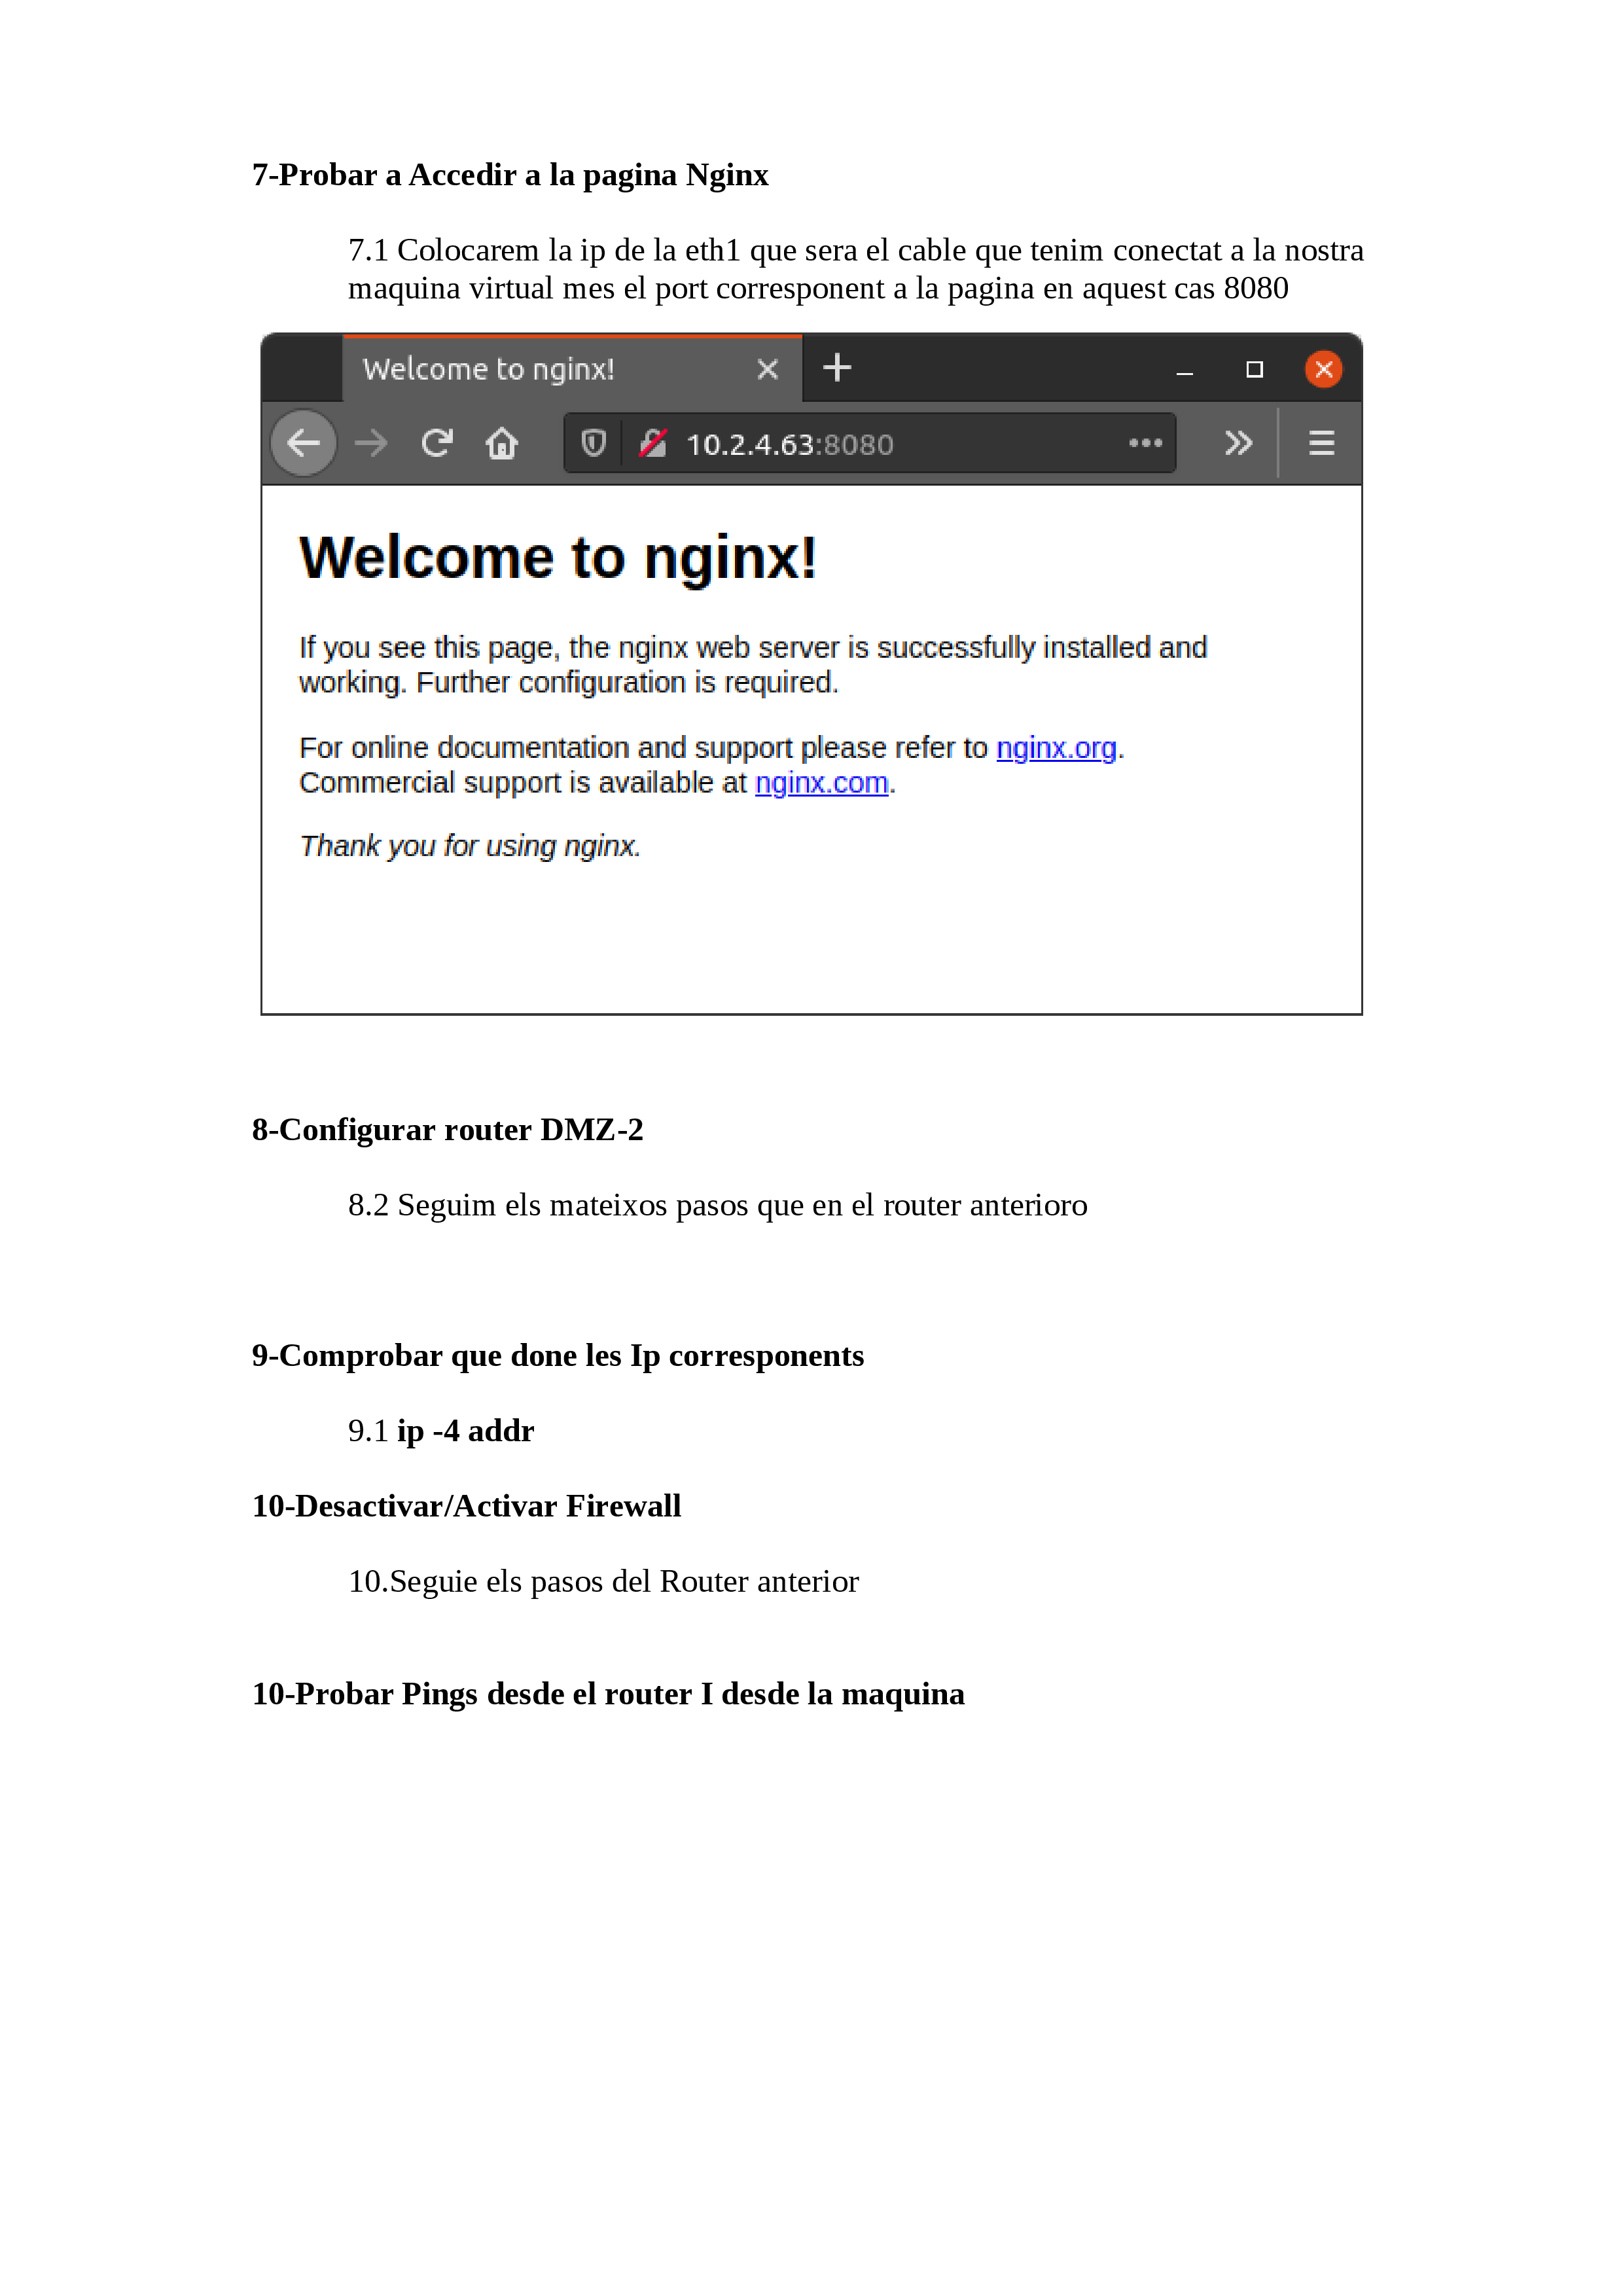 7-Probar a Accedir a la pagina Nginx
7.1 Colocarem la ip de la eth1 que sera el cable que tenim conectat a la nostra
maquina virtual mes el port corresponent a la pagina en aquest cas 8080
Welcome to nginx!
10.2.4.63:8080
Welcome to nginx!
If you see this page, the nginx web server is successfully installed and
working. Further configuration is required.
For online documentation and support please refer to nginx.org.
Commercial support is available at nginx.com.
Thank you for using nginx.
8-Configurar router DMZ-2
8.2 Seguim els mateixos pasos que en el router anterioro
9-Comprobar que done les Ip corresponents
9.1 ip -4 addr
10-Desactivar/Activar Firewall
10.Seguie els pasos del Router anterior
10-Probar Pings desde el router I desde la maquina